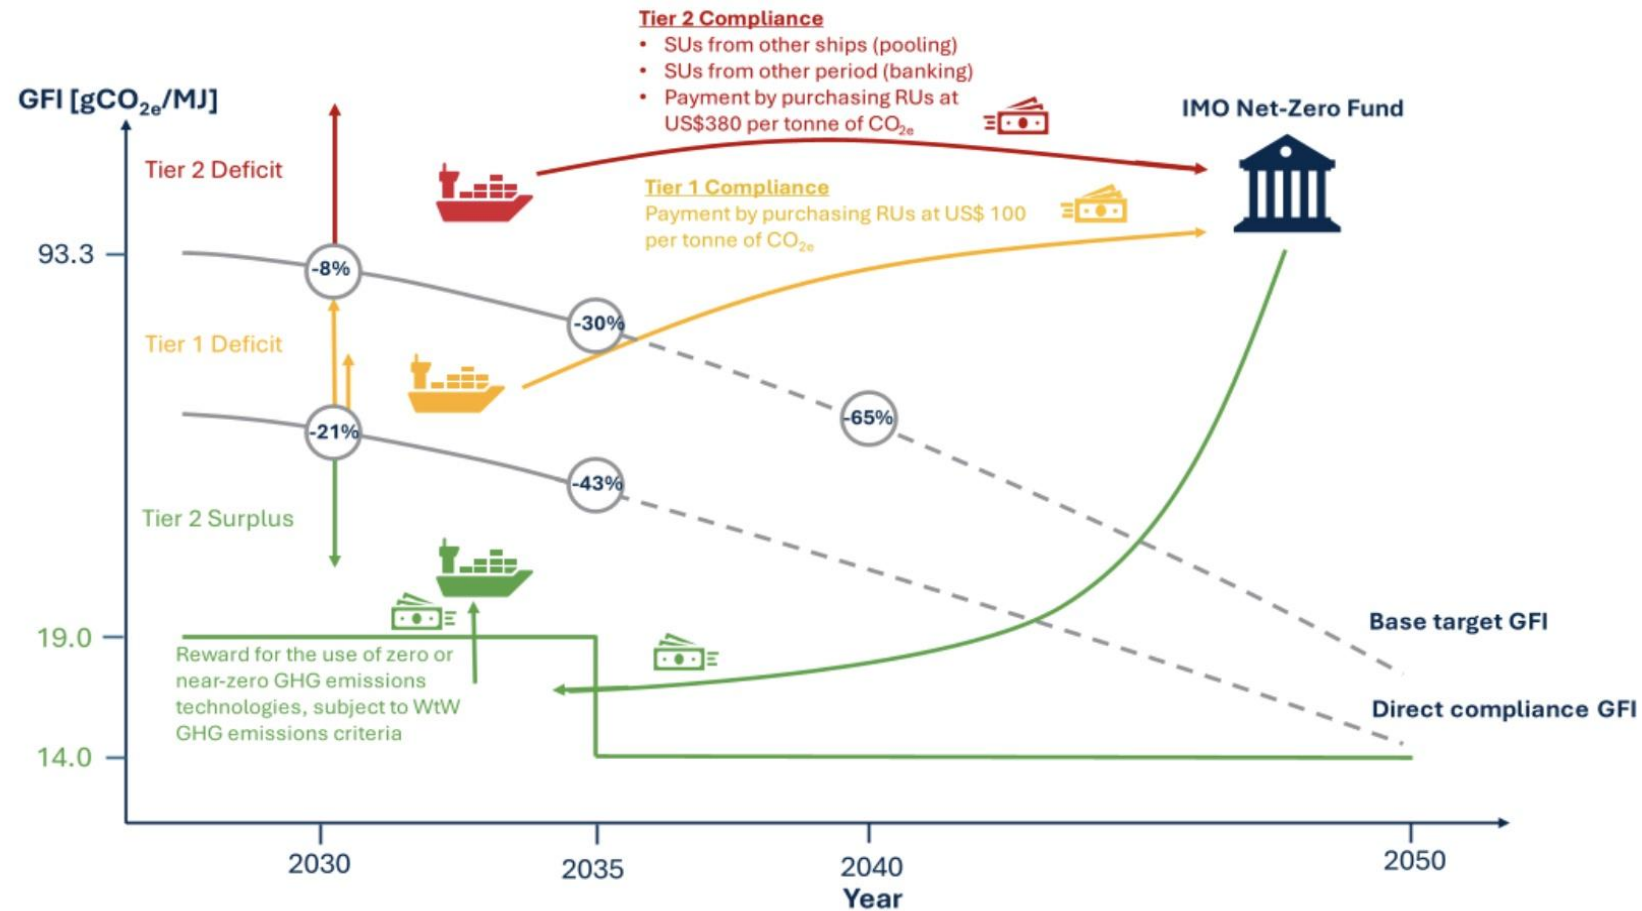 Tier 2 Compliance
• SUs from other ships (pooling)
• SUs from other period (banking)
• Payment by purchasing RUs at
US$380 per tonne of CO2e
GFI [gCO2e/MJ]
IMO Net-Zero Fund
Tier 2 Deficit
Tier 1 Compliance
Payment by purchasing RUs at US$ 100
per tonne of CO2e
93.3
-8%
-30%
Tier 1 Deficit
-65%
-21%
-43%
Tier 2 Surplus
19.0
Reward for the use of zero or
near-zero GHG emissions
technologies, subject to WtW
GHG emissions criteria
Base target GFI
Direct compliance GFI
14.0
2030
2035
2040
2050
Year